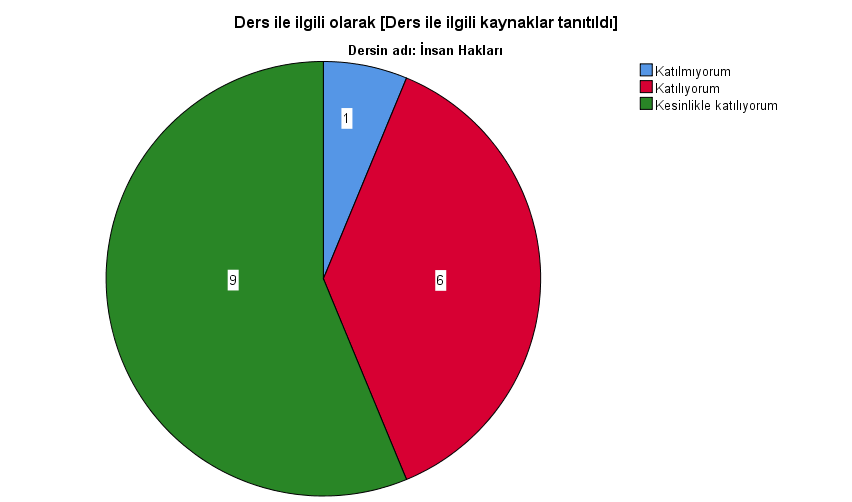 Ders ile ilgili olarak [Ders ile ilgili kaynaklar tanıtıldı]
Dersin adı: İnsan Hakları
Katılmıyorum
Katılıyorum
Kesinlikle katılıyorum
1
9
6